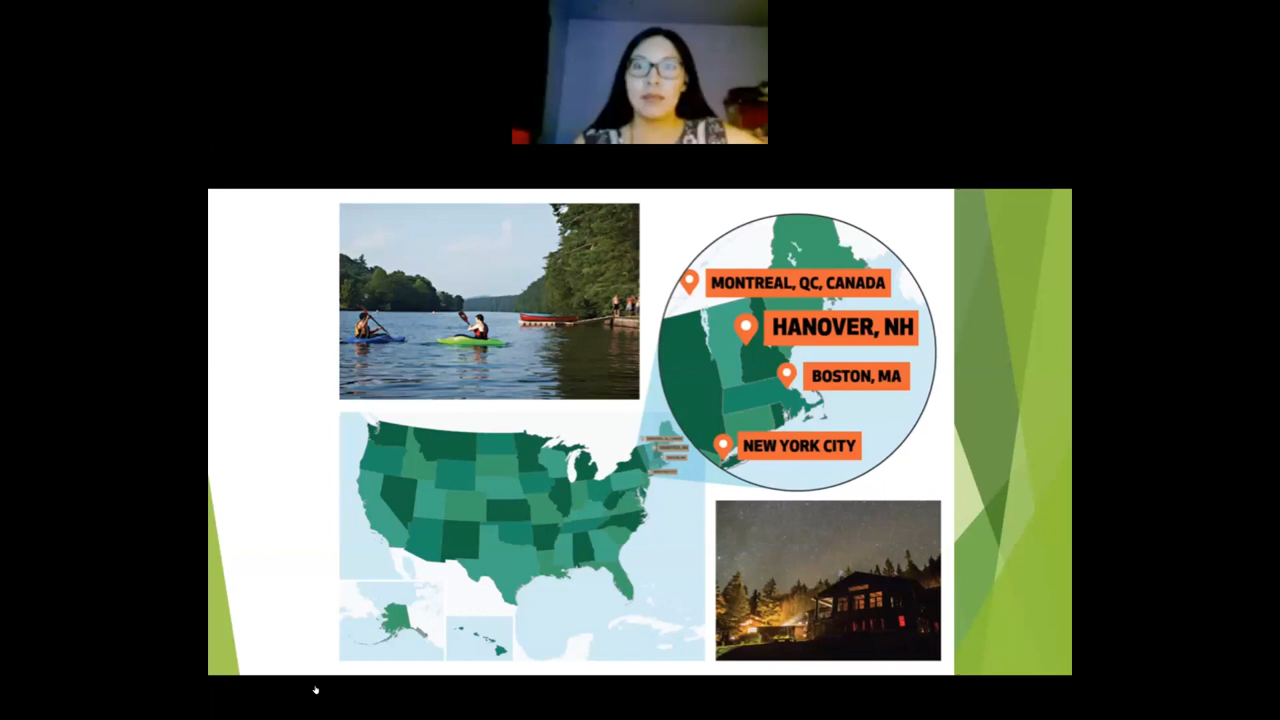 MONTREAL, QC, CANADA
HANOVER, NH
BOSTON, MA
NEW YORK CITY